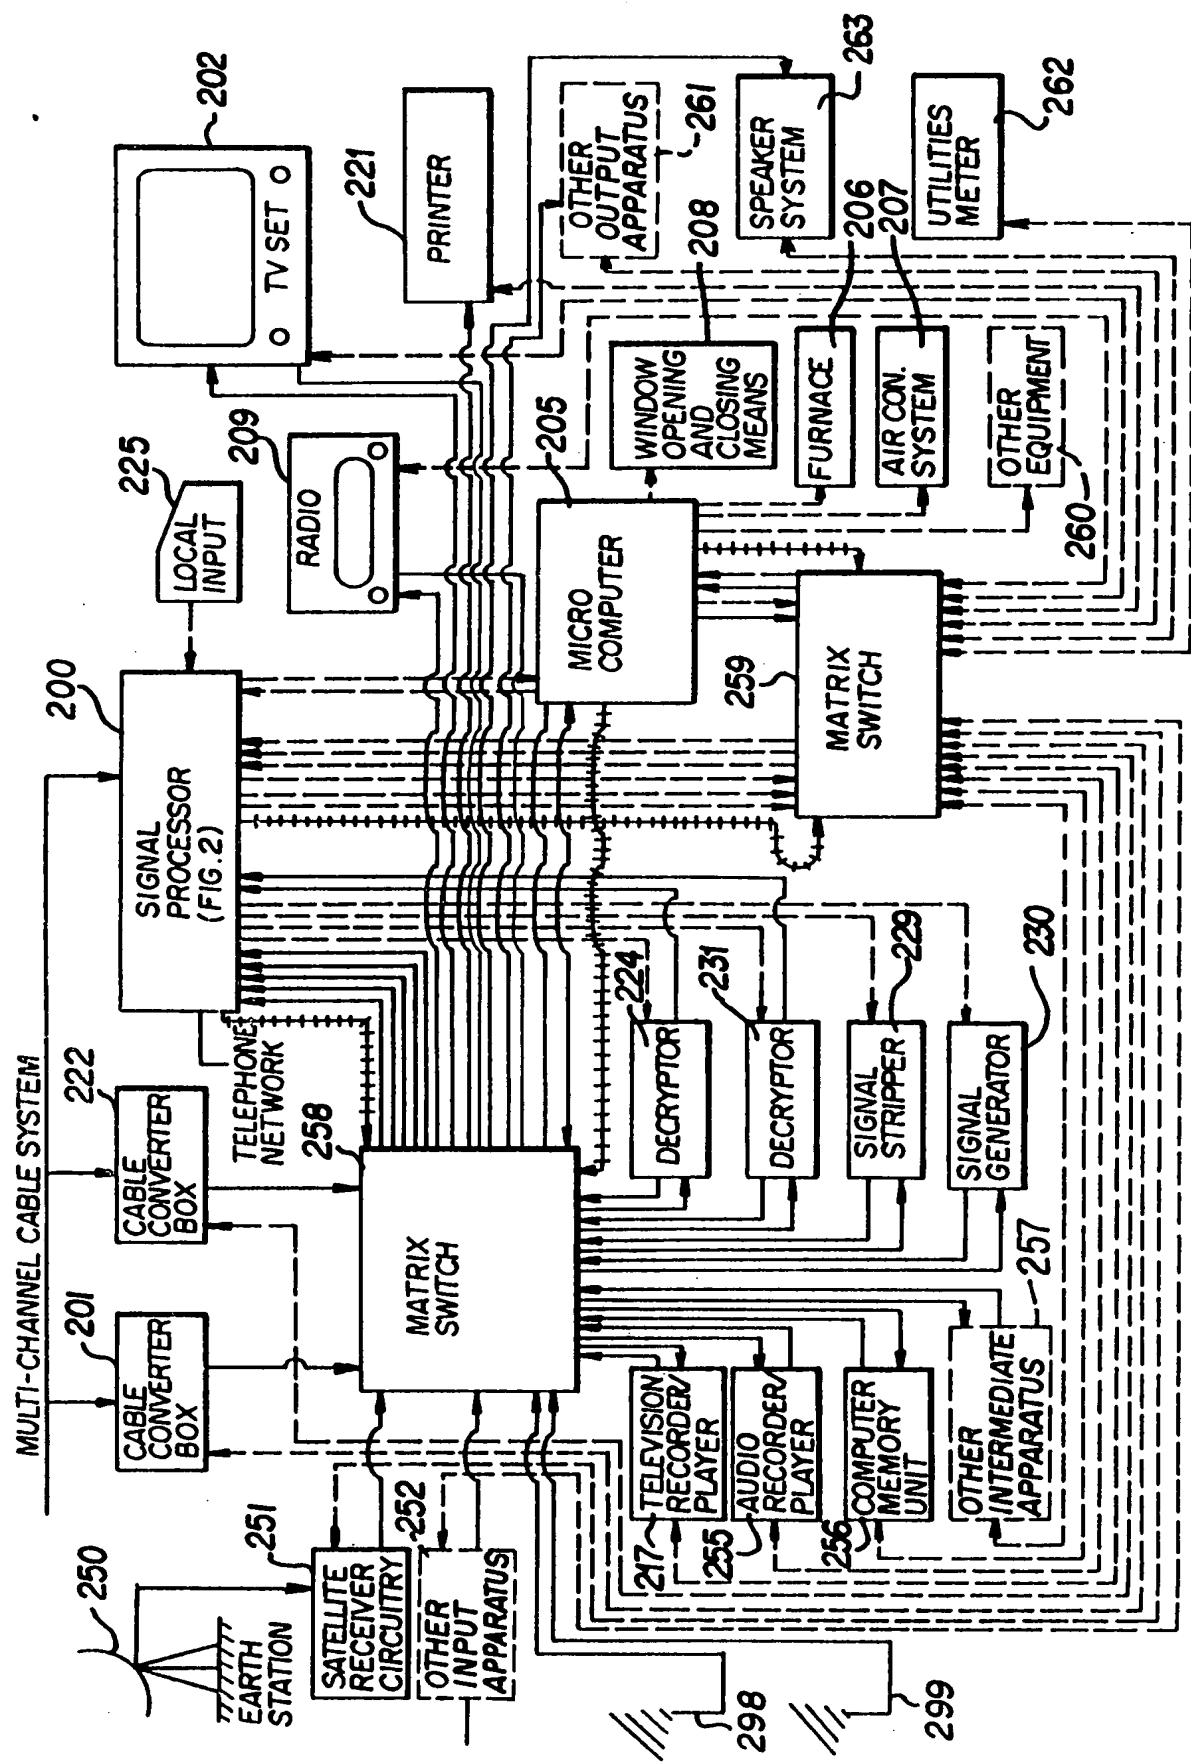 MULTI-CHANNEL CABLE SYSTEM
250
EARTH
STATION
251
SATELLITE
RECEIVER
CIRCUITRY
252
OTHER
INPUT
APPARATUS
298
299
201
CABLE
CONVERTER
BOX
222
CABLE
CONVERTER
BOX
TELEPHONE
NETWORK
258
MATRIX
SWITCH
200
SIGNAL
PROCESSOR
(FIG.2)
225
LOCAL
INPUT
209
RADIO
202
TV SET
221
PRINTER
OTHER
OUTPUT
APPARATUS
261
SPEAKER
SYSTEM
263
UTILITIES
METER
262
205
MICRO
COMPUTER
208
WINDOW
OPENING
AND
CLOSING
MEANS
206
FURNACE
207
AIR CON.
SYSTEM
OTHER
EQUIPMENT
260
259
MATRIX
SWITCH
224
DECRYPTOR
231
DECRYPTOR
229
SIGNAL
STRIPPER
230
SIGNAL
GENERATOR
217
TELEVISION
RECORDER/
PLAYER
255
AUDIO
RECORDER/
PLAYER
256
COMPUTER
MEMORY
UNIT
257
OTHER
INTERMEDIATE
APPARATUS